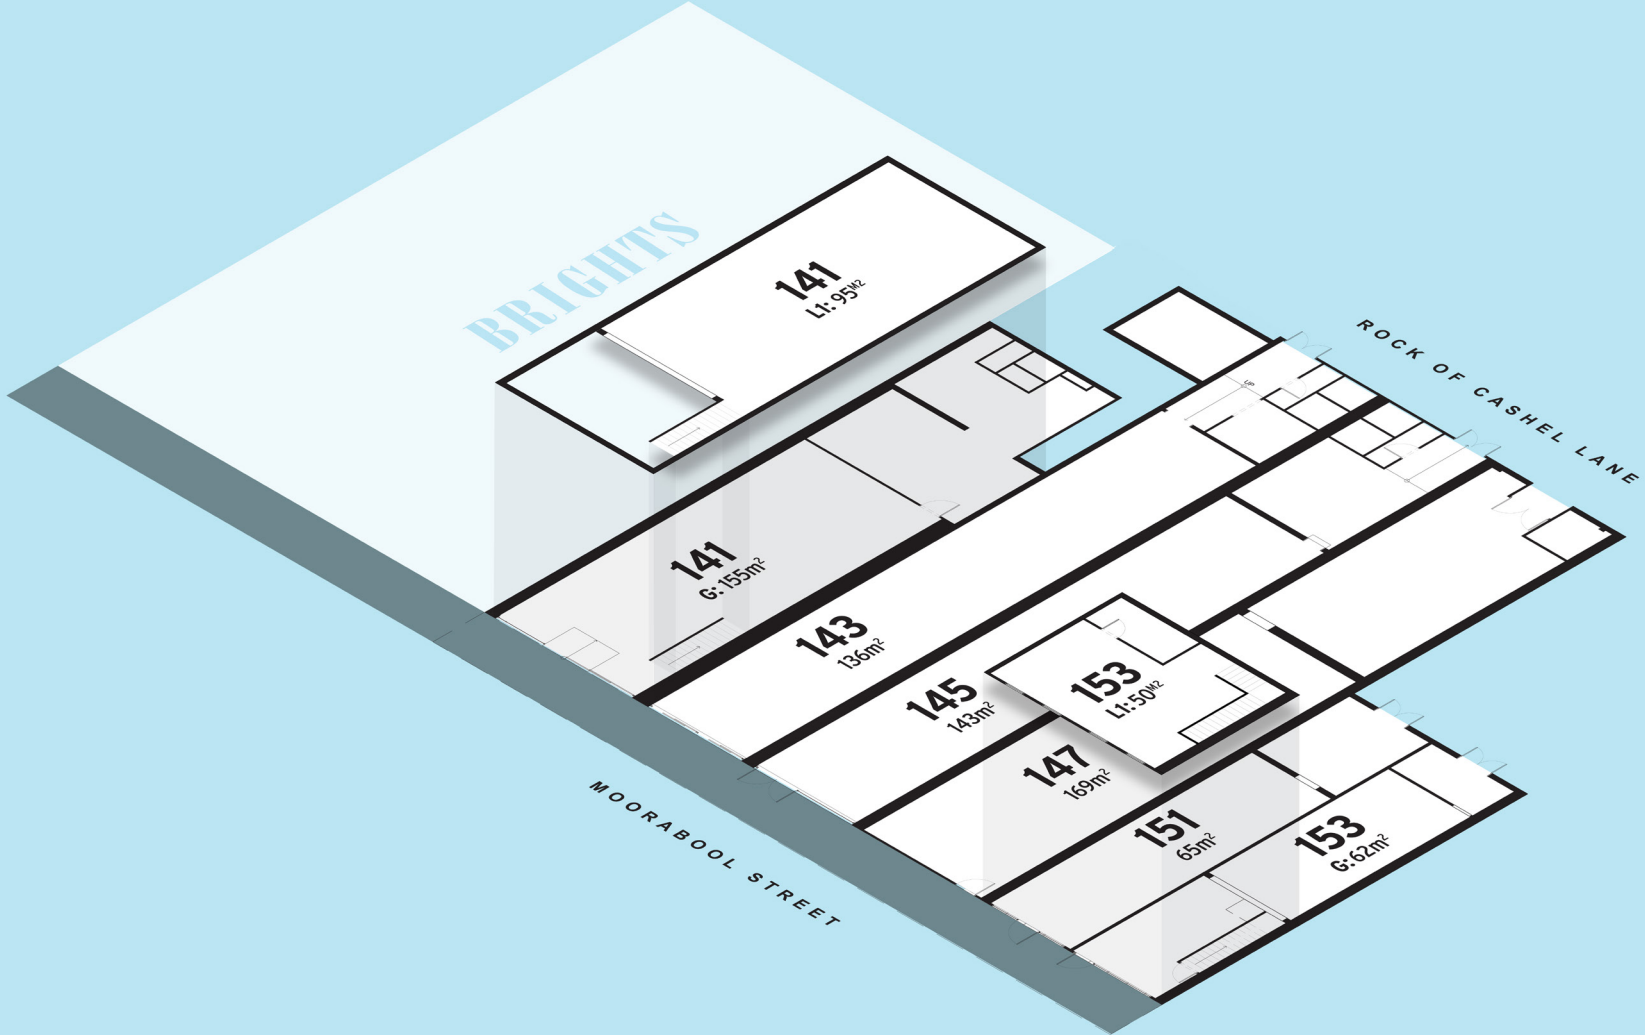 BRIGHTS
141
L1: 95M2
ROCK OF CASHEL LANE
UP
141
G: 155m²
143
136m²
145
143m²
153
L1: 50M2
147
169m²
151
65m²
153
G: 62m²
MOORABOOL STREET